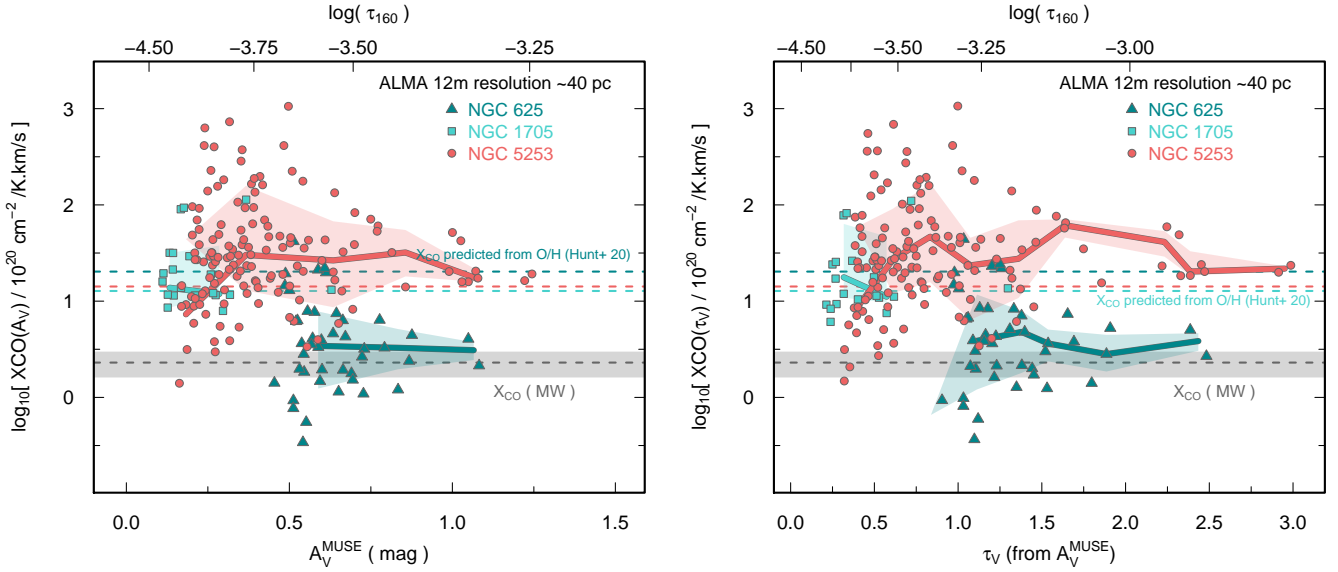 log( τ160 )
−4.50 −3.75 −3.50 −3.25
ALMA 12m resolution ~40 pc
NGC 625
NGC 1705
NGC 5253
XCO predicted from O/H (Hunt+ 20)
XCO ( MW )
3
2
1
0
log10[ XCO(AV) / 10^20 cm^−2 /K.km/s ]
0.0 0.5 1.0 1.5
AV^MUSE ( mag )
log( τ160 )
−4.50 −3.50 −3.25 −3.00
ALMA 12m resolution ~40 pc
NGC 625
NGC 1705
NGC 5253
XCO predicted from O/H (Hunt+ 20)
XCO ( MW )
3
2
1
0
log10[ XCO(τV) / 10^20 cm^−2 /K.km/s ]
0.0 0.5 1.0 1.5 2.0 2.5 3.0
τV (from AV^MUSE)